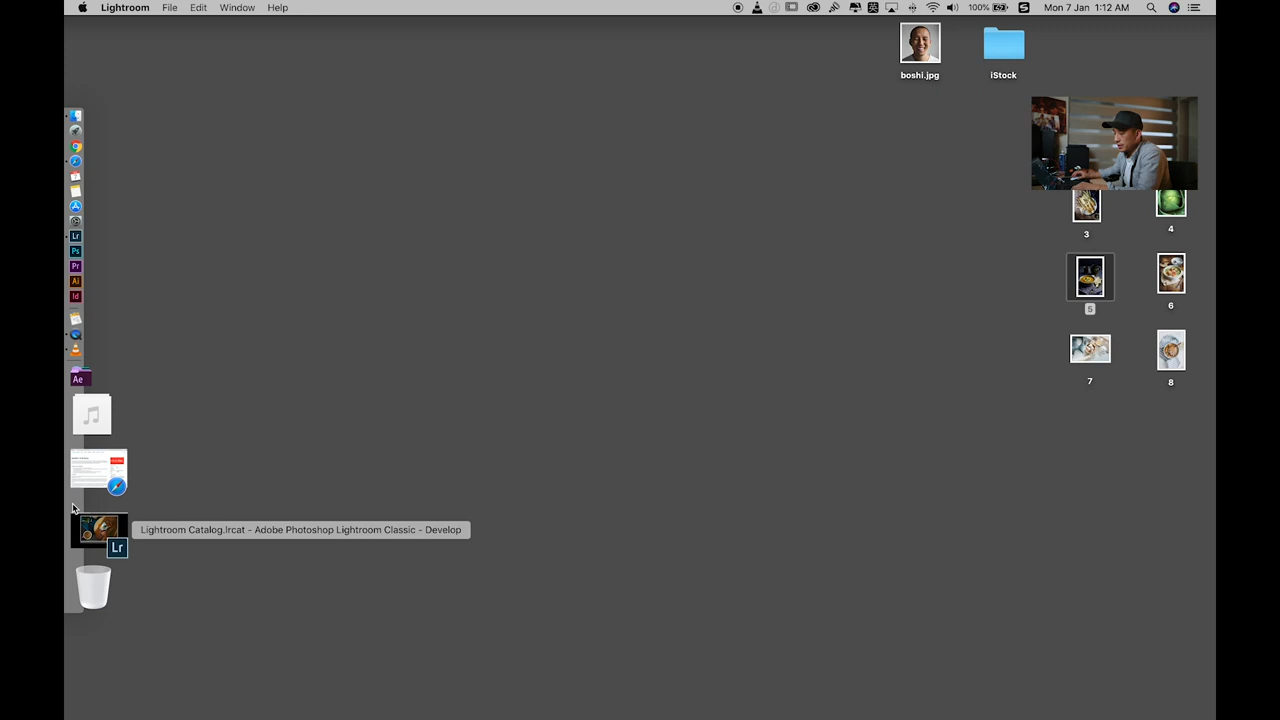 Lightroom File Edit Window Help 100% Mon 7 Jan 1:12 AM
boshi.jpg iStock
3 4
5 6
7 8
Lr
Ps
Pr
Ai
Id
Ae
Lightroom Catalog.lrcat - Adobe Photoshop Lightroom Classic - Develop
Lr